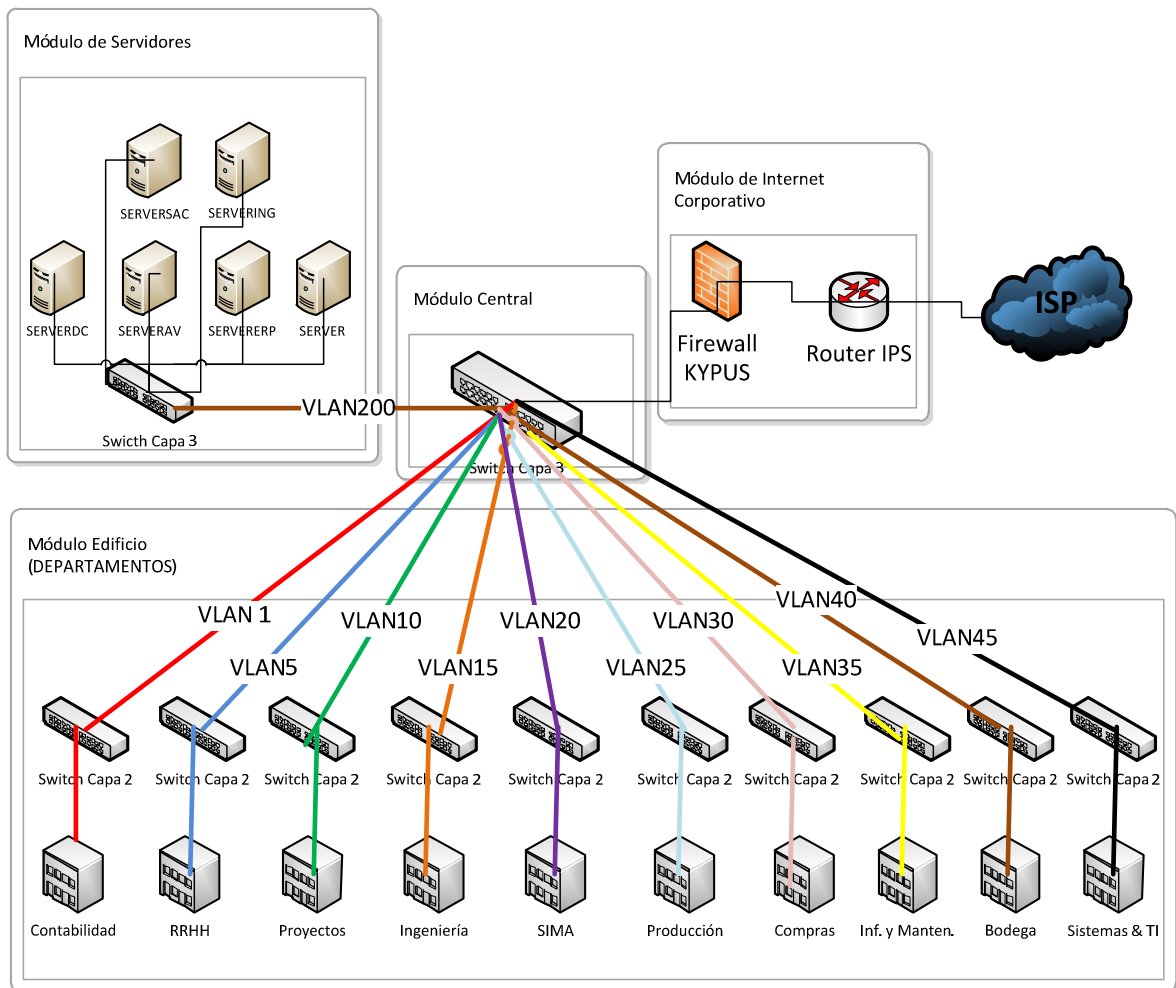 Módulo de Servidores
SERVERSAC
SERVERING
SERVERDC
SERVERAV
SERVERERP
SERVER
Swicth Capa 3
VLAN200
Módulo Central
Switch Capa 3
Módulo de Internet
Corporativo
Firewall
KYPUS
Router IPS
ISP
Módulo Edificio
(DEPARTAMENTOS)
VLAN 1
VLAN5
VLAN10
VLAN15
VLAN20
VLAN25
VLAN30
VLAN35
VLAN40
VLAN45
Switch Capa 2
Switch Capa 2
Switch Capa 2
Switch Capa 2
Switch Capa 2
Switch Capa 2
Switch Capa 2
Switch Capa 2
Switch Capa 2
Switch Capa 2
Contabilidad
RRHH
Proyectos
Ingeniería
SIMA
Producción
Compras
Inf. y Manten.
Bodega
Sistemas & TI